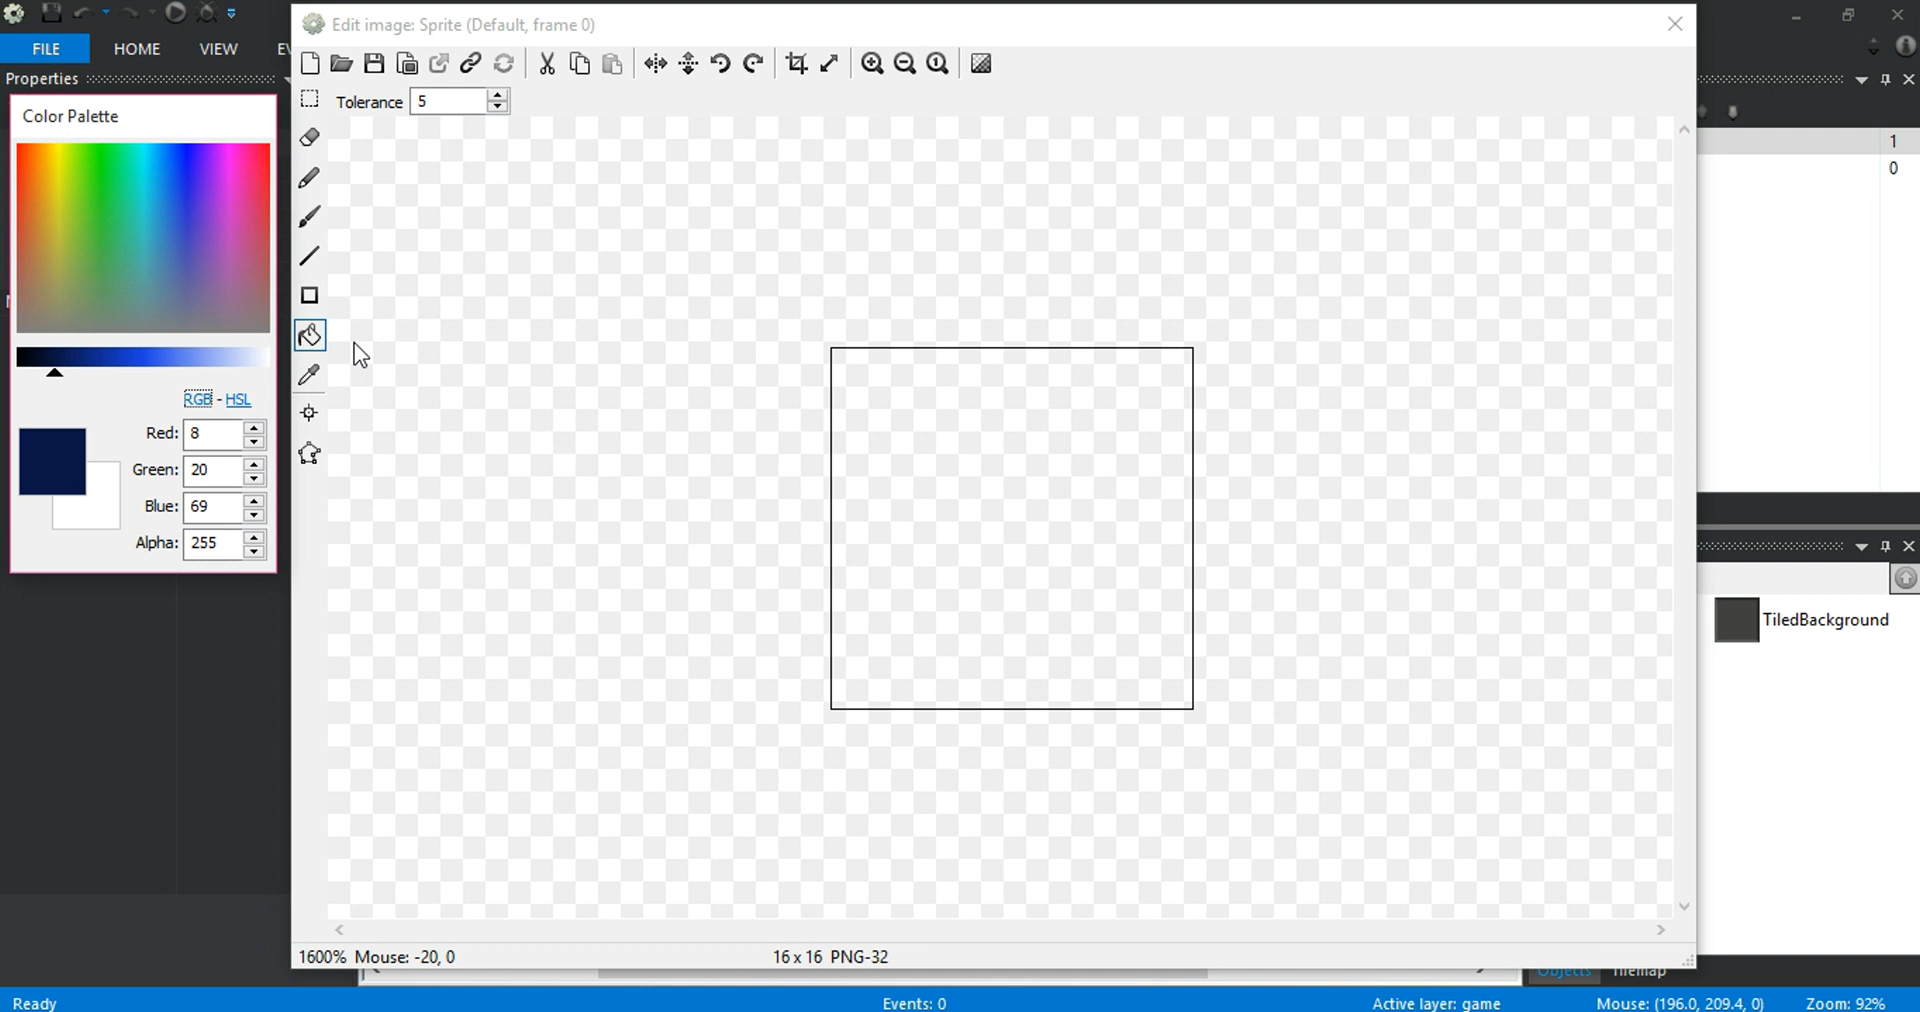 Edit image: Sprite (Default, frame 0)
FILE HOME VIEW EV
Properties
Tolerance 5
Color Palette
1
0
RGB - HSL
Red: 8
Green: 20
Blue: 69
Alpha: 255
TiledBackground
1600% Mouse: -20, 0 16 x 16 PNG-32
Objects Tilemap
Ready Events: 0 Active layer: game Mouse: (196.0, 209.4, 0) Zoom: 92%